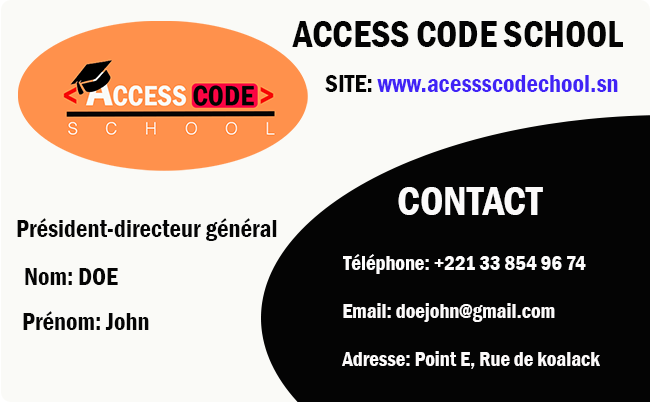 ACCESS CODE SCHOOL
SITE: www.acessscodechool.sn
<ACCESS CODE>
SCHOOL
CONTACT
Président-directeur général
Téléphone: +221 33 854 96 74
Nom: DOE
Email: doejohn@gmail.com
Prénom: John
Adresse: Point E, Rue de koalack